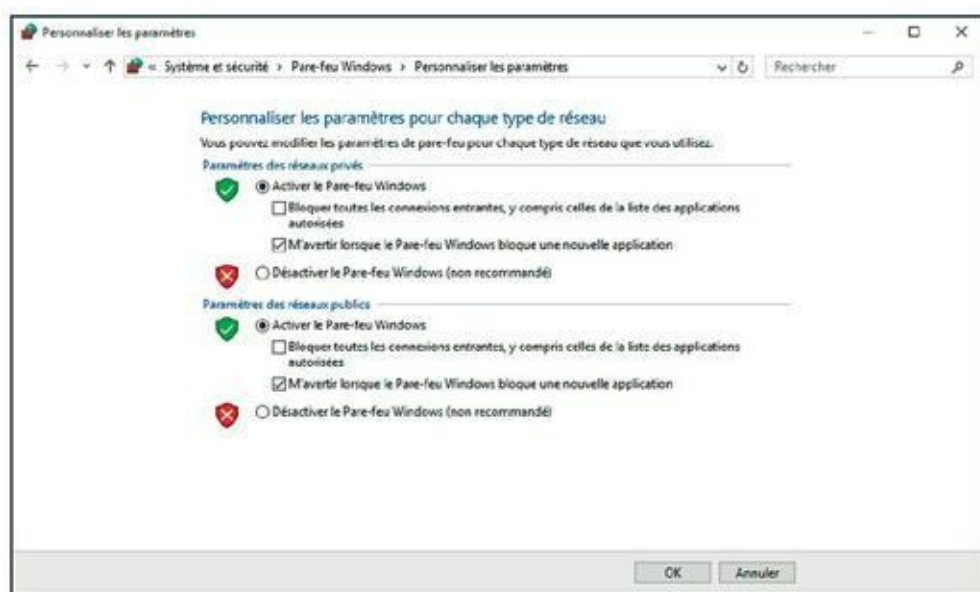 Personnaliser les paramètres
« Système et sécurité › Pare-feu Windows › Personnaliser les paramètres
Rechercher
Personnaliser les paramètres pour chaque type de réseau
Vous pouvez modifier les paramètres de pare-feu pour chaque type de réseau que vous utilisez.
Paramètres des réseaux privés
Activer le Pare-feu Windows
Bloquer toutes les connexions entrantes, y compris celles de la liste des applications
autorisées
M'avertir lorsque le Pare-feu Windows bloque une nouvelle application
Désactiver le Pare-feu Windows (non recommandé)
Paramètres des réseaux publics
Activer le Pare-feu Windows
Bloquer toutes les connexions entrantes, y compris celles de la liste des applications
autorisées
M'avertir lorsque le Pare-feu Windows bloque une nouvelle application
Désactiver le Pare-feu Windows (non recommandé)
OK
Annuler